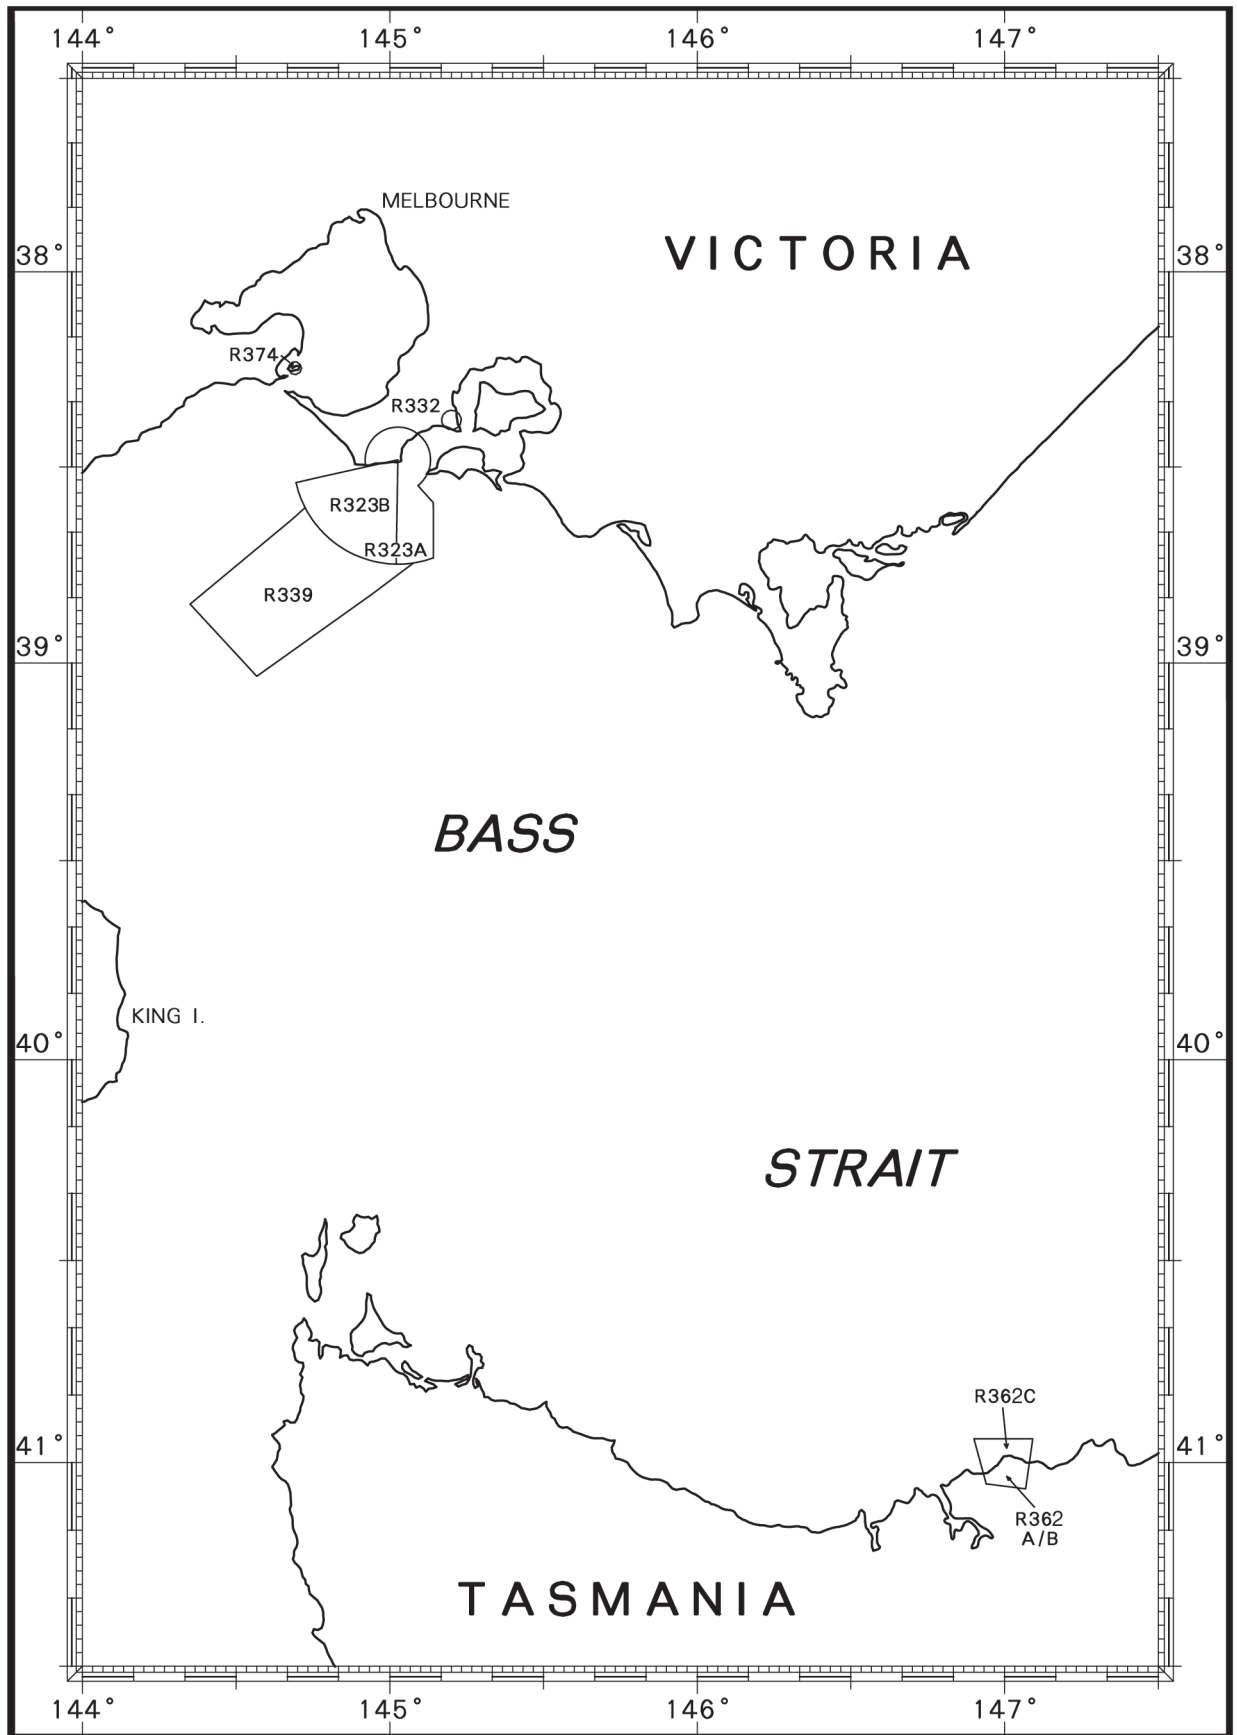 144° 145° 146° 147°
MELBOURNE
VICTORIA
38° 38°
R374
R332
R323B
R323A
R339
39° 39°
BASS
KING I.
40° 40°
STRAIT
R362C
41° 41°
R362
A/B
TASMANIA
144° 145° 146° 147°